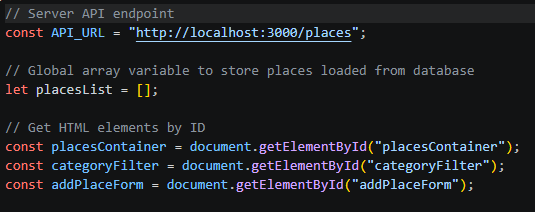 // Server API endpoint
const API_URL = "http://localhost:3000/places";
// Global array variable to store places loaded from database
let placesList = [];
// Get HTML elements by ID
const placesContainer = document.getElementById("placesContainer");
const categoryFilter = document.getElementById("categoryFilter");
const addPlaceForm = document.getElementById("addPlaceForm");